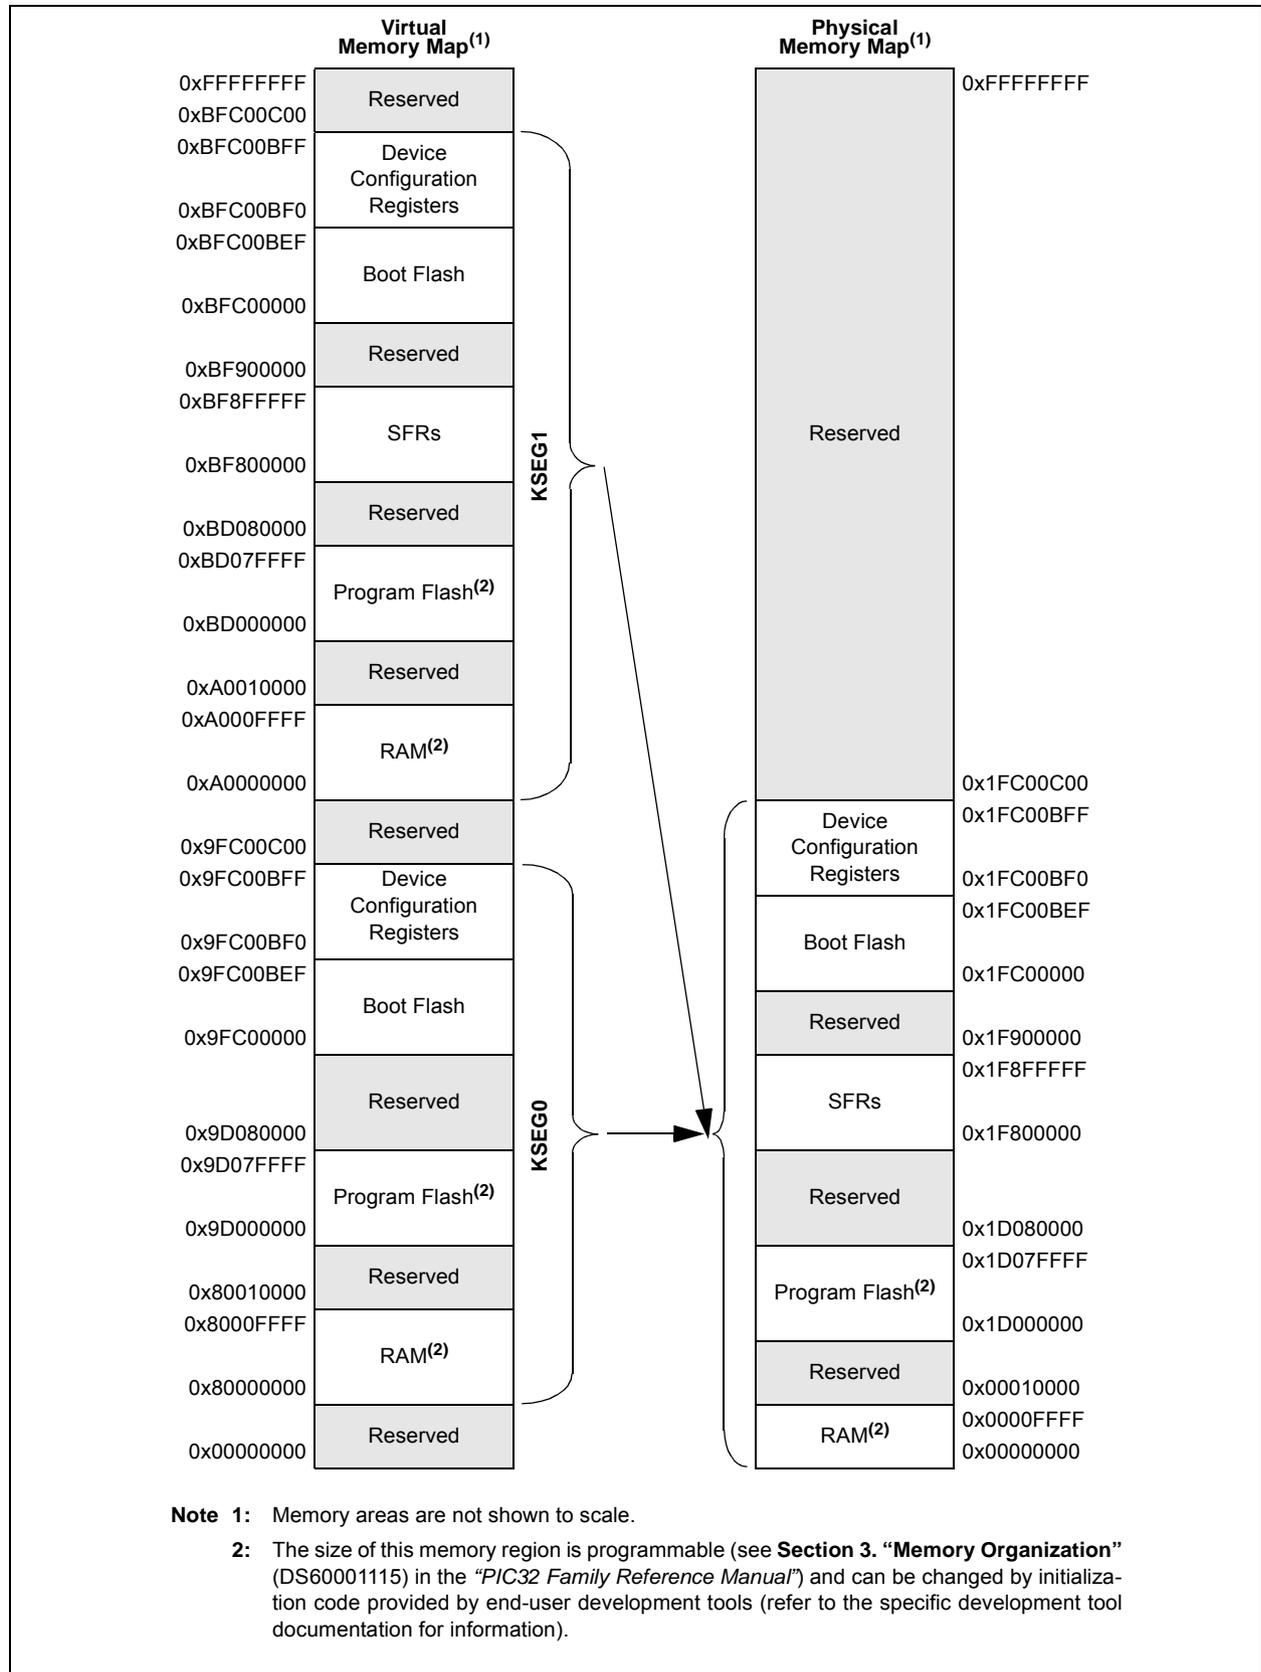 Virtual
Memory Map(1)
Physical
Memory Map(1)
0xFFFFFFFF
Reserved
0xBFC00C00
0xBFC00BFF
Device
Configuration
Registers
0xBFC00BF0
0xBFC00BEF
Boot Flash
0xBFC00000
Reserved
0xBF900000
0xBF8FFFFF
SFRs
0xBF800000
Reserved
0xBD080000
0xBD07FFFF
Program Flash(2)
0xBD000000
Reserved
0xA0010000
0xA000FFFF
RAM(2)
0xA0000000
KSEG1
Reserved
0x9FC00C00
0x9FC00BFF
Device
Configuration
Registers
0x9FC00BF0
0x9FC00BEF
Boot Flash
0x9FC00000
Reserved
0x9D080000
0x9D07FFFF
Program Flash(2)
0x9D000000
Reserved
0x80010000
0x8000FFFF
RAM(2)
0x80000000
KSEG0
Reserved
0x00000000
0xFFFFFFFF
Reserved
0x1FC00C00
0x1FC00BFF
Device
Configuration
Registers
0x1FC00BF0
0x1FC00BEF
Boot Flash
0x1FC00000
Reserved
0x1F900000
0x1F8FFFFF
SFRs
0x1F800000
Reserved
0x1D080000
0x1D07FFFF
Program Flash(2)
0x1D000000
Reserved
0x00010000
0x0000FFFF
RAM(2)
0x00000000
Note 1: Memory areas are not shown to scale.
2: The size of this memory region is programmable (see Section 3. “Memory Organization”
(DS60001115) in the “PIC32 Family Reference Manual”) and can be changed by initializa-
tion code provided by end-user development tools (refer to the specific development tool
documentation for information).